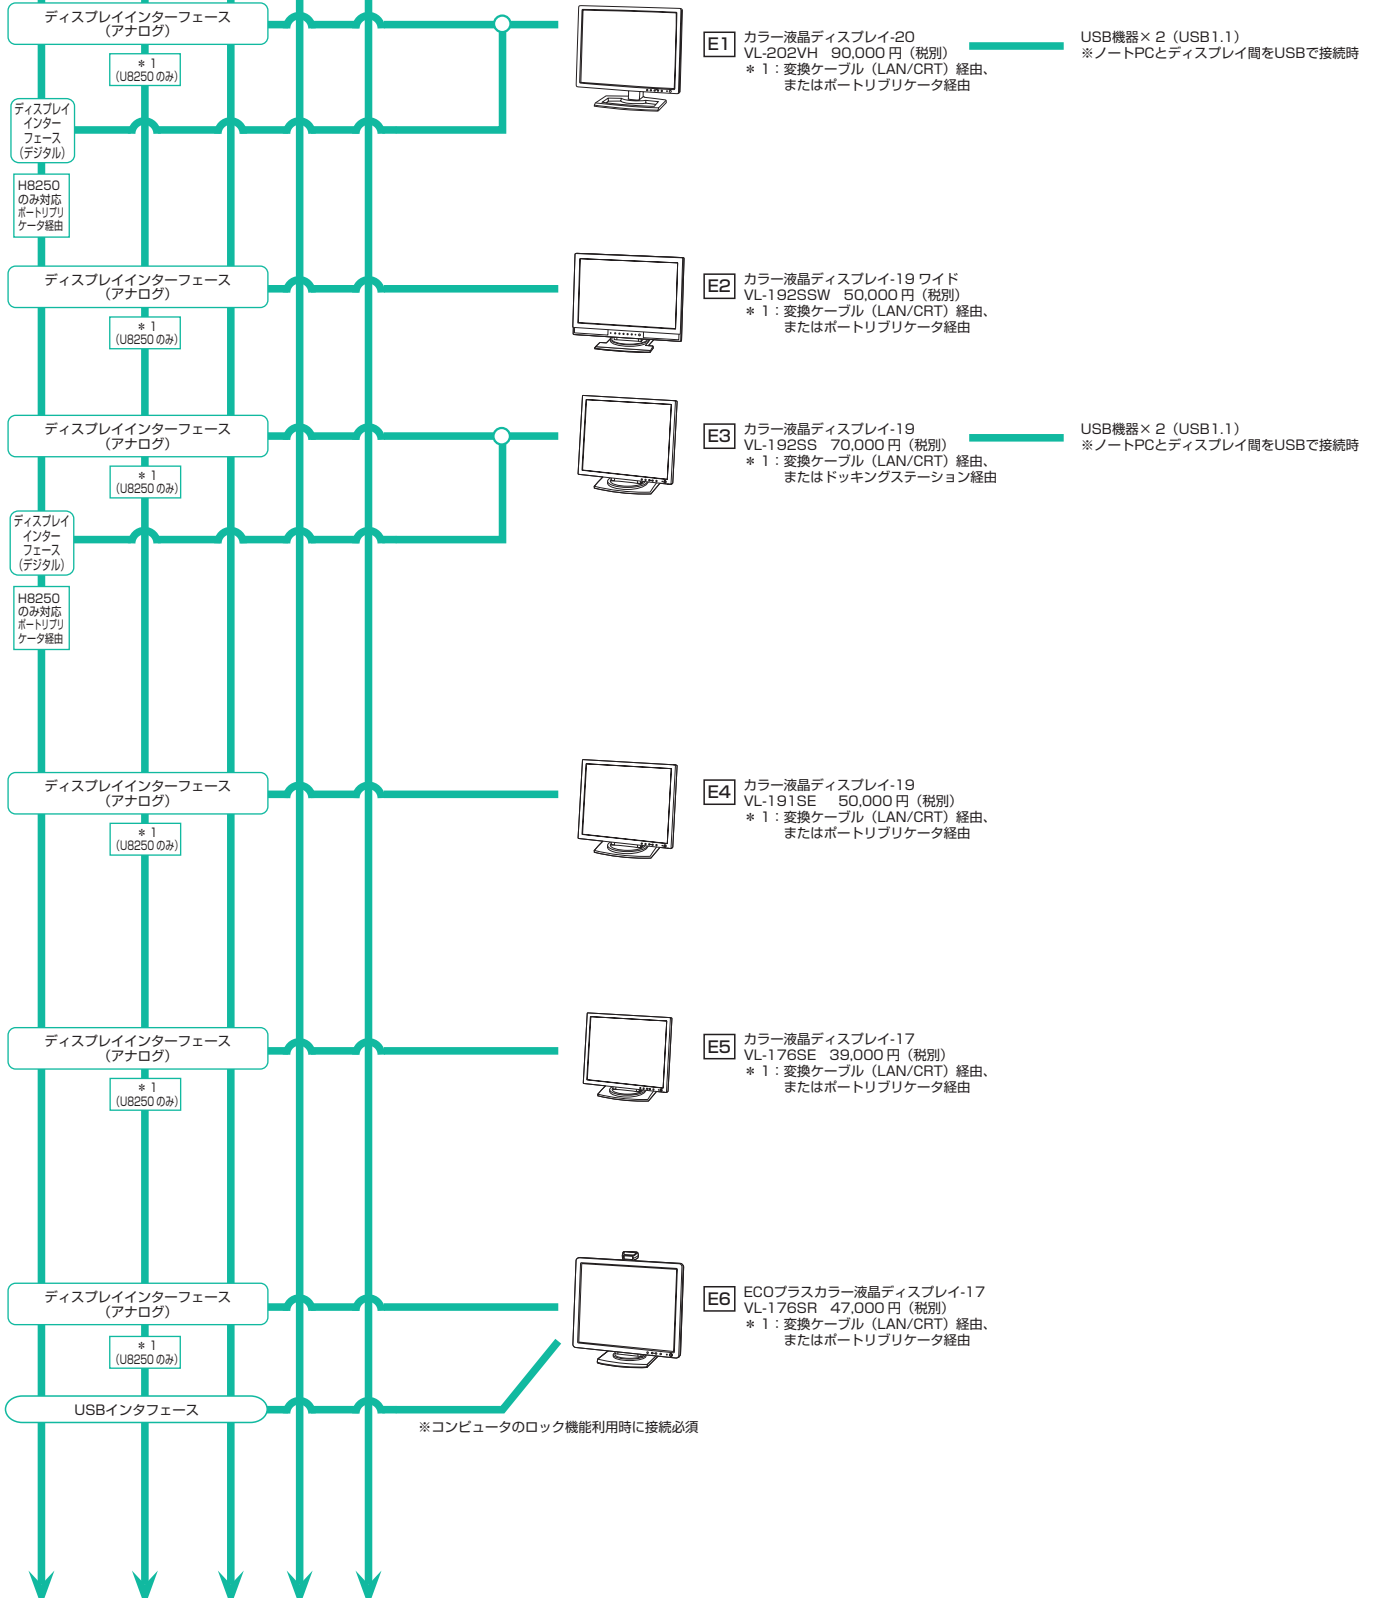 ディスプレイインターフェース
(アナログ)
＊1
(U8250のみ)
ディスプレイ
インター
フェース
(デジタル)
H8250
のみ対応
ポートリプリ
ケータ経由
E1
カラー液晶ディスプレイ-20
VL-202VH 90,000円（税別）
＊1：変換ケーブル（LAN/CRT）経由、
またはポートリプリケータ経由
USB機器×2（USB1.1）
※ノートPCとディスプレイ間をUSBで接続時
ディスプレイインターフェース
(アナログ)
＊1
(U8250のみ)
E2
カラー液晶ディスプレイ-19ワイド
VL-192SSW 50,000円（税別）
＊1：変換ケーブル（LAN/CRT）経由、
またはポートリプリケータ経由
ディスプレイインターフェース
(アナログ)
＊1
(U8250のみ)
ディスプレイ
インター
フェース
(デジタル)
H8250
のみ対応
ポートリプリ
ケータ経由
E3
カラー液晶ディスプレイ-19
VL-192SS 70,000円（税別）
＊1：変換ケーブル（LAN/CRT）経由、
またはドッキングステーション経由
USB機器×2（USB1.1）
※ノートPCとディスプレイ間をUSBで接続時
ディスプレイインターフェース
(アナログ)
＊1
(U8250のみ)
E4
カラー液晶ディスプレイ-19
VL-191SE 50,000円（税別）
＊1：変換ケーブル（LAN/CRT）経由、
またはポートリプリケータ経由
ディスプレイインターフェース
(アナログ)
＊1
(U8250のみ)
E5
カラー液晶ディスプレイ-17
VL-176SE 39,000円（税別）
＊1：変換ケーブル（LAN/CRT）経由、
またはポートリプリケータ経由
ディスプレイインターフェース
(アナログ)
＊1
(U8250のみ)
E6
ECOプラスカラー液晶ディスプレイ-17
VL-176SR 47,000円（税別）
＊1：変換ケーブル（LAN/CRT）経由、
またはポートリプリケータ経由
USBインタフェース
※コンピュータのロック機能利用時に接続必須